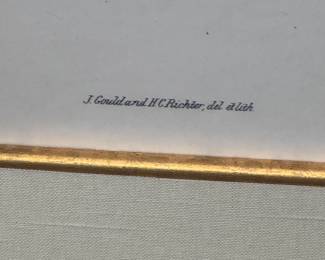 J. Gould and H. C. Richter, del et lith.